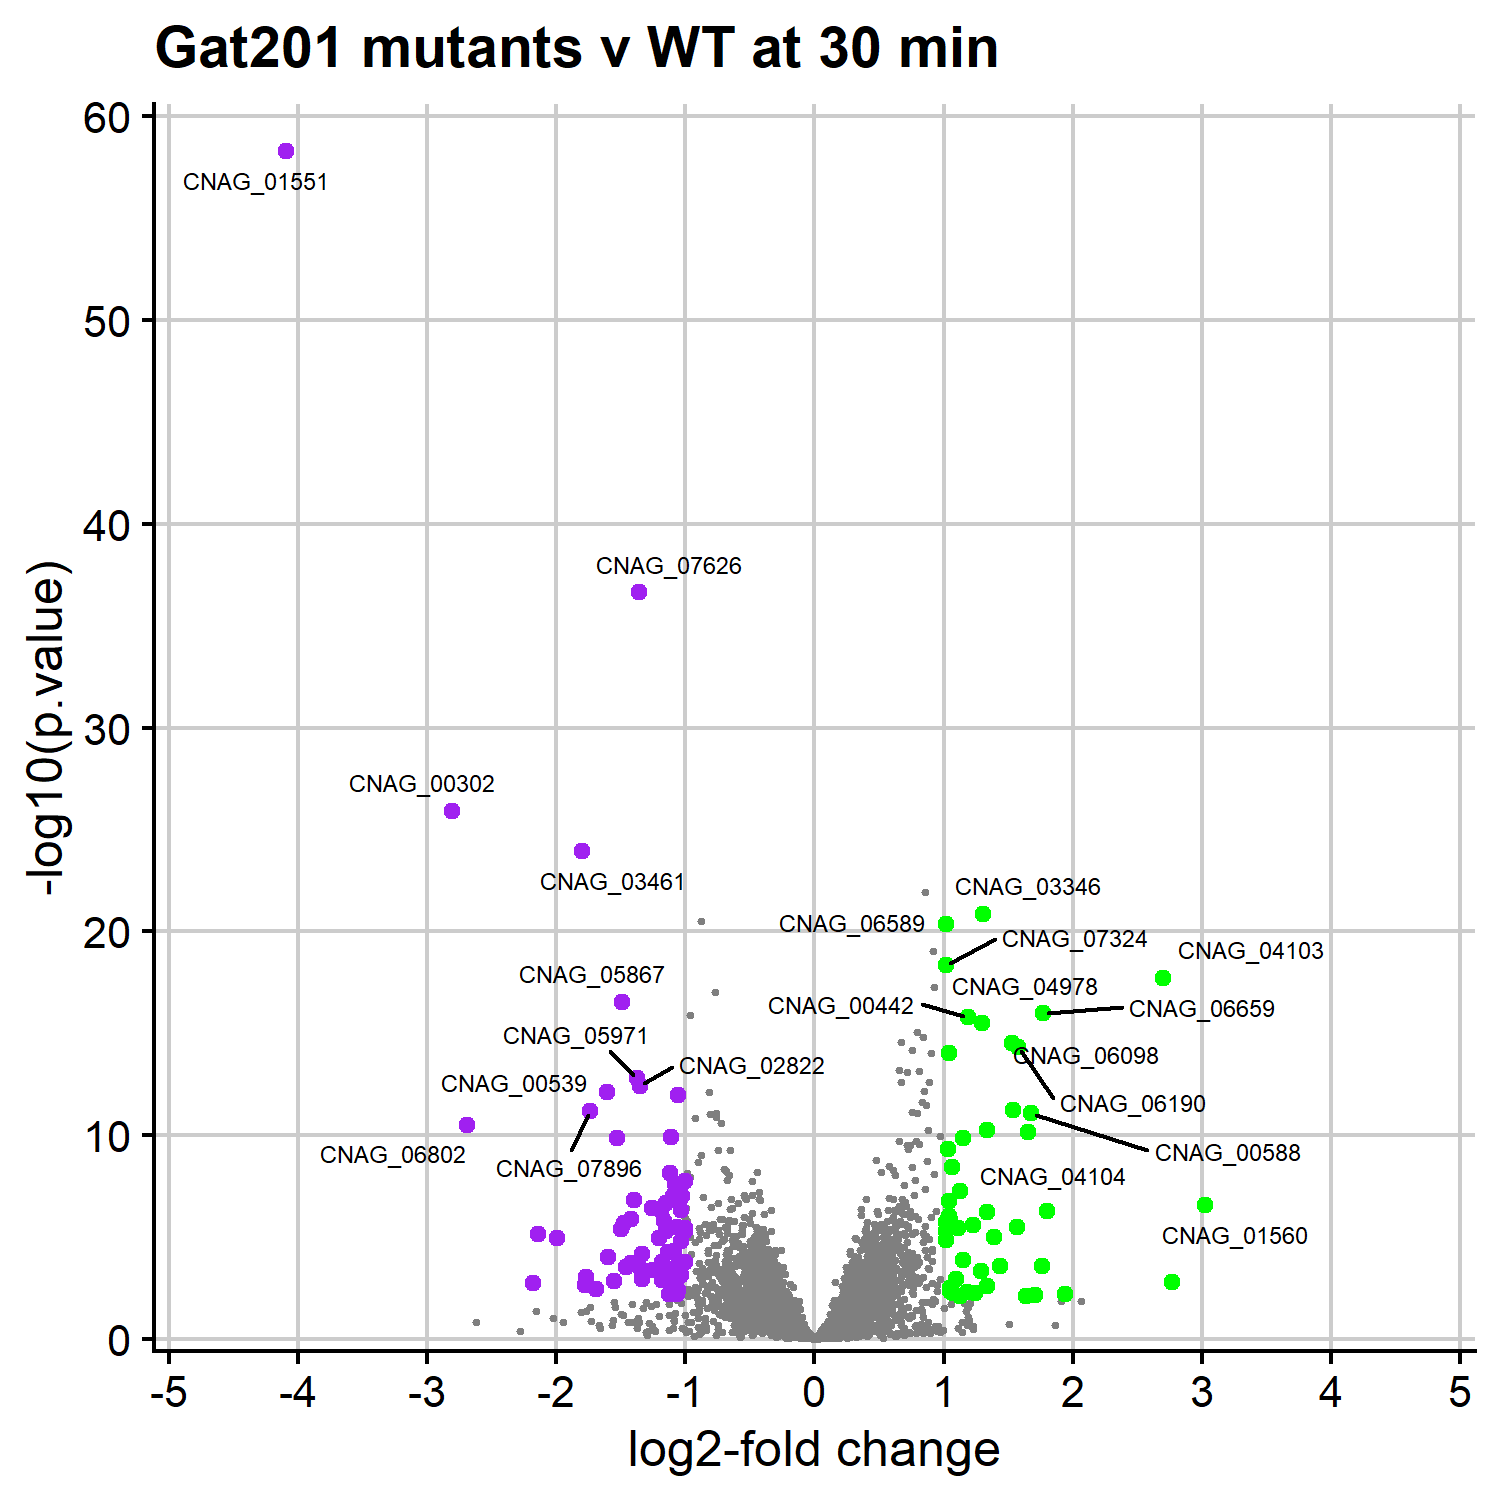 Gat201 mutants v WT at 30 min
60
CNAG_01551
50
40
CNAG_07626
-log10(p.value)
30
CNAG_00302
CNAG_03461
CNAG_03346
20
CNAG_06589
CNAG_07324
CNAG_04103
CNAG_05867
CNAG_04978
CNAG_00442
CNAG_06659
CNAG_05971
CNAG_06098
CNAG_02822
CNAG_00539
CNAG_06190
10
CNAG_06802
CNAG_00588
CNAG_07896
CNAG_04104
CNAG_01560
0
-5 -4 -3 -2 -1 0 1 2 3 4 5
log2-fold change